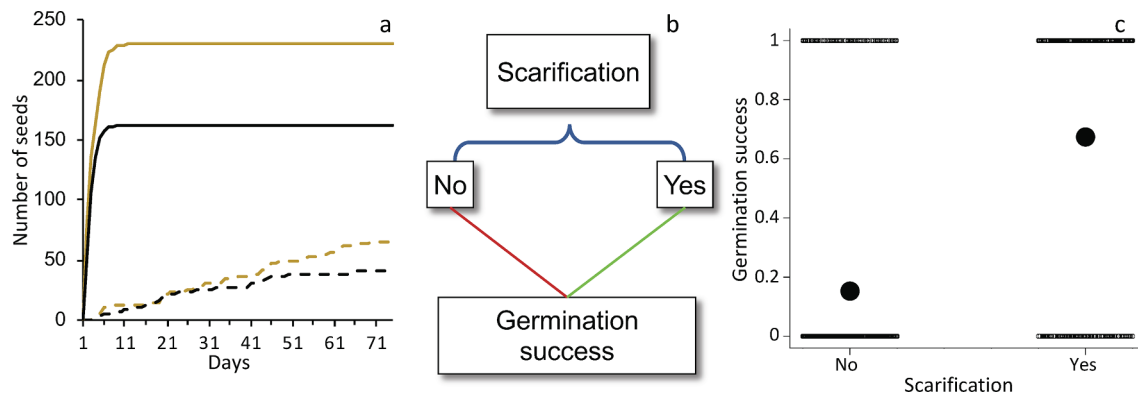 a
250
200
150
100
50
0
Number of seeds
1 11 21 31 41 51 61 71
Days
b
Scarification
No
Yes
Germination
success
c
1
0.8
0.6
0.4
0.2
0
Germination success
No Yes
Scarification